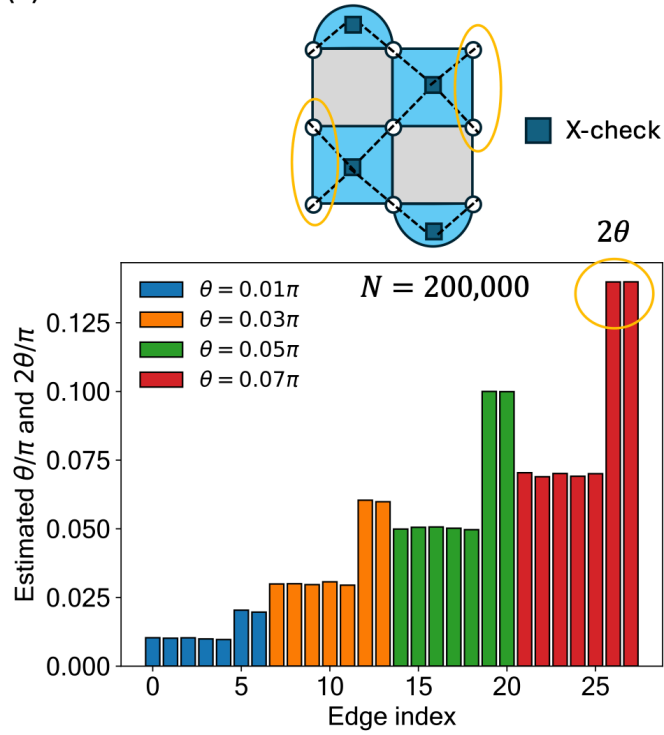 X-check
2θ
N = 200,000
θ = 0.01π
θ = 0.03π
θ = 0.05π
θ = 0.07π
Estimated θ/π and 2θ/π
0.125
0.100
0.075
0.050
0.025
0.000
0 5 10 15 20 25
Edge index